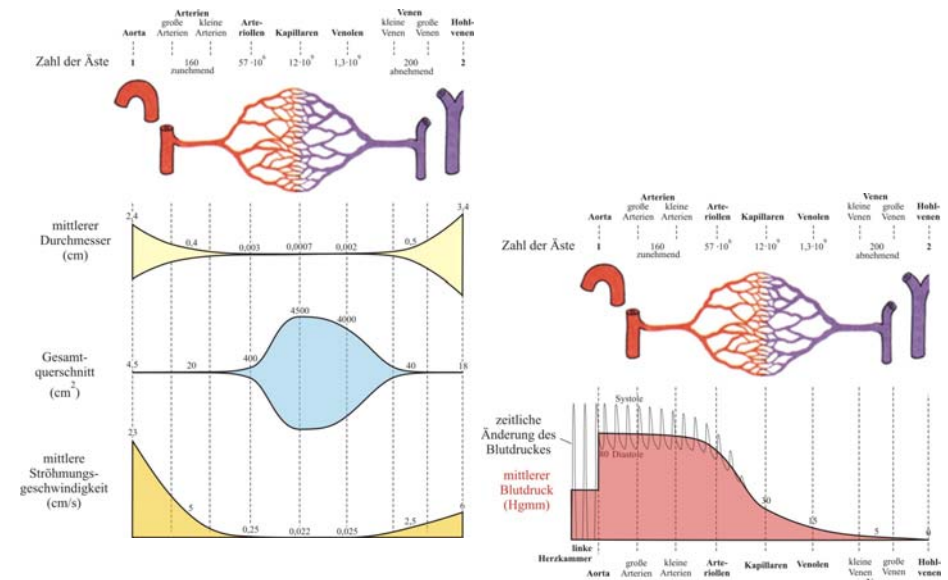 Arterien
Venen
große kleine
kleine große
Aorta Arterien Arterien Arte-riollen Kapillaren Venolen Venen Venen Hohl-venen
Zahl der Äste 1 160 57·10⁶ 12·10⁹ 1,3·10⁹ 200 2
zunehmend abnehmend
mittlerer
Durchmesser
(cm)
2,4 0,4 0,003 0,0007 0,002 0,5 3,4
Gesamt-
querschnitt
(cm²)
4,5 20 400 4500 4000 40 18
mittlere
Ströhmungs-
geschwindigkeit
(cm/s)
23 5 0,25 0,022 0,025 2,5 6
Arterien
Venen
große kleine
kleine große
Aorta Arterien Arterien Arte-riollen Kapillaren Venolen Venen Venen Hohl-venen
Zahl der Äste 1 160 57·10⁶ 12·10⁹ 1,3·10⁹ 200 2
zunehmend abnehmend
zeitliche
Änderung des
Blutdruckes
mittlerer
Blutdruck
(Hgmm)
Systole
80 Diastole
30 15 5 0
linke
Herzkammer
Aorta große Arterien kleine Arterien Arte-riollen Kapillaren Venolen kleine Venen große Venen Hohl-venen